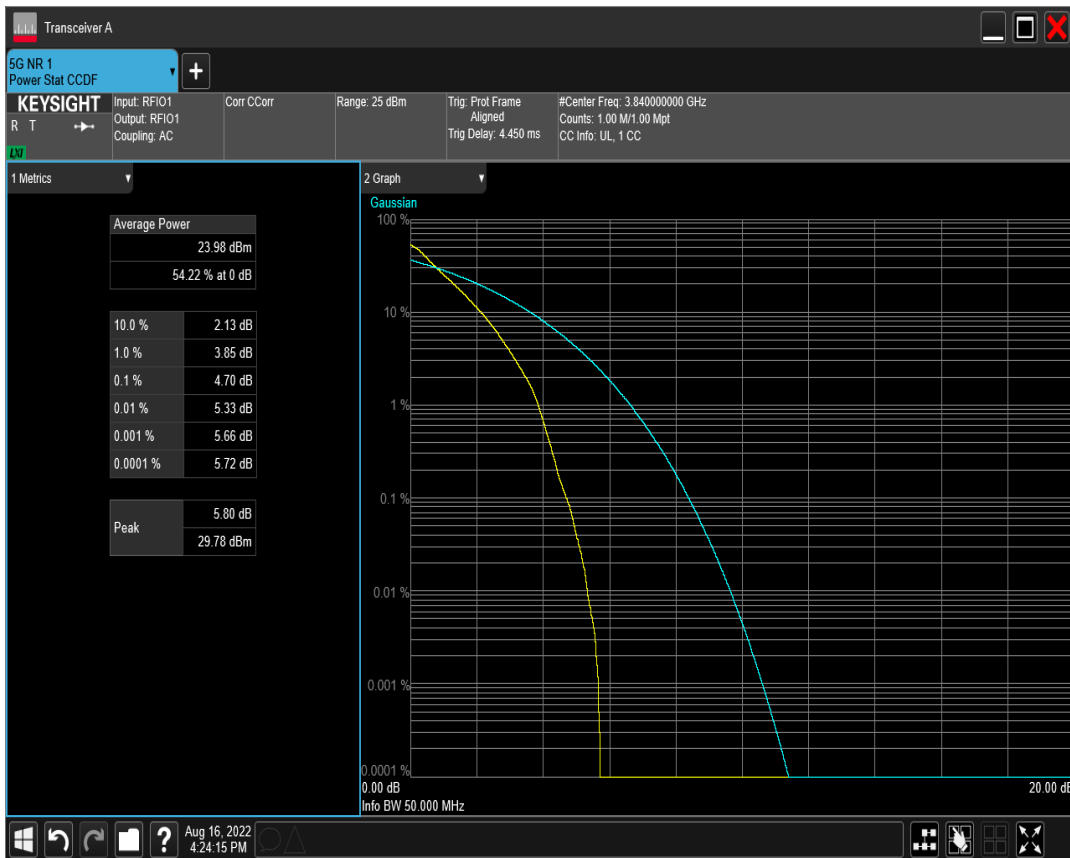 Transceiver A
5G NR 1
Power Stat CCDF
+
KEYSIGHT
R T
LXI
Input: RFIO1
Output: RFIO1
Coupling: AC
Corr CCorr
Range: 25 dBm
Trig: Prot Frame
Aligned
Trig Delay: 4.450 ms
#Center Freq: 3.840000000 GHz
Counts: 1.00 M/1.00 Mpt
CC Info: UL, 1 CC
1 Metrics
Average Power
23.98 dBm
54.22 % at 0 dB
10.0 % 2.13 dB
1.0 % 3.85 dB
0.1 % 4.70 dB
0.01 % 5.33 dB
0.001 % 5.66 dB
0.0001 % 5.72 dB
Peak 5.80 dB
29.78 dBm
2 Graph
Gaussian
100 %
10 %
1 %
0.1 %
0.01 %
0.001 %
0.0001 %
0.00 dB 20.00 dB
Info BW 50.000 MHz
?
Aug 16, 2022
4:24:15 PM